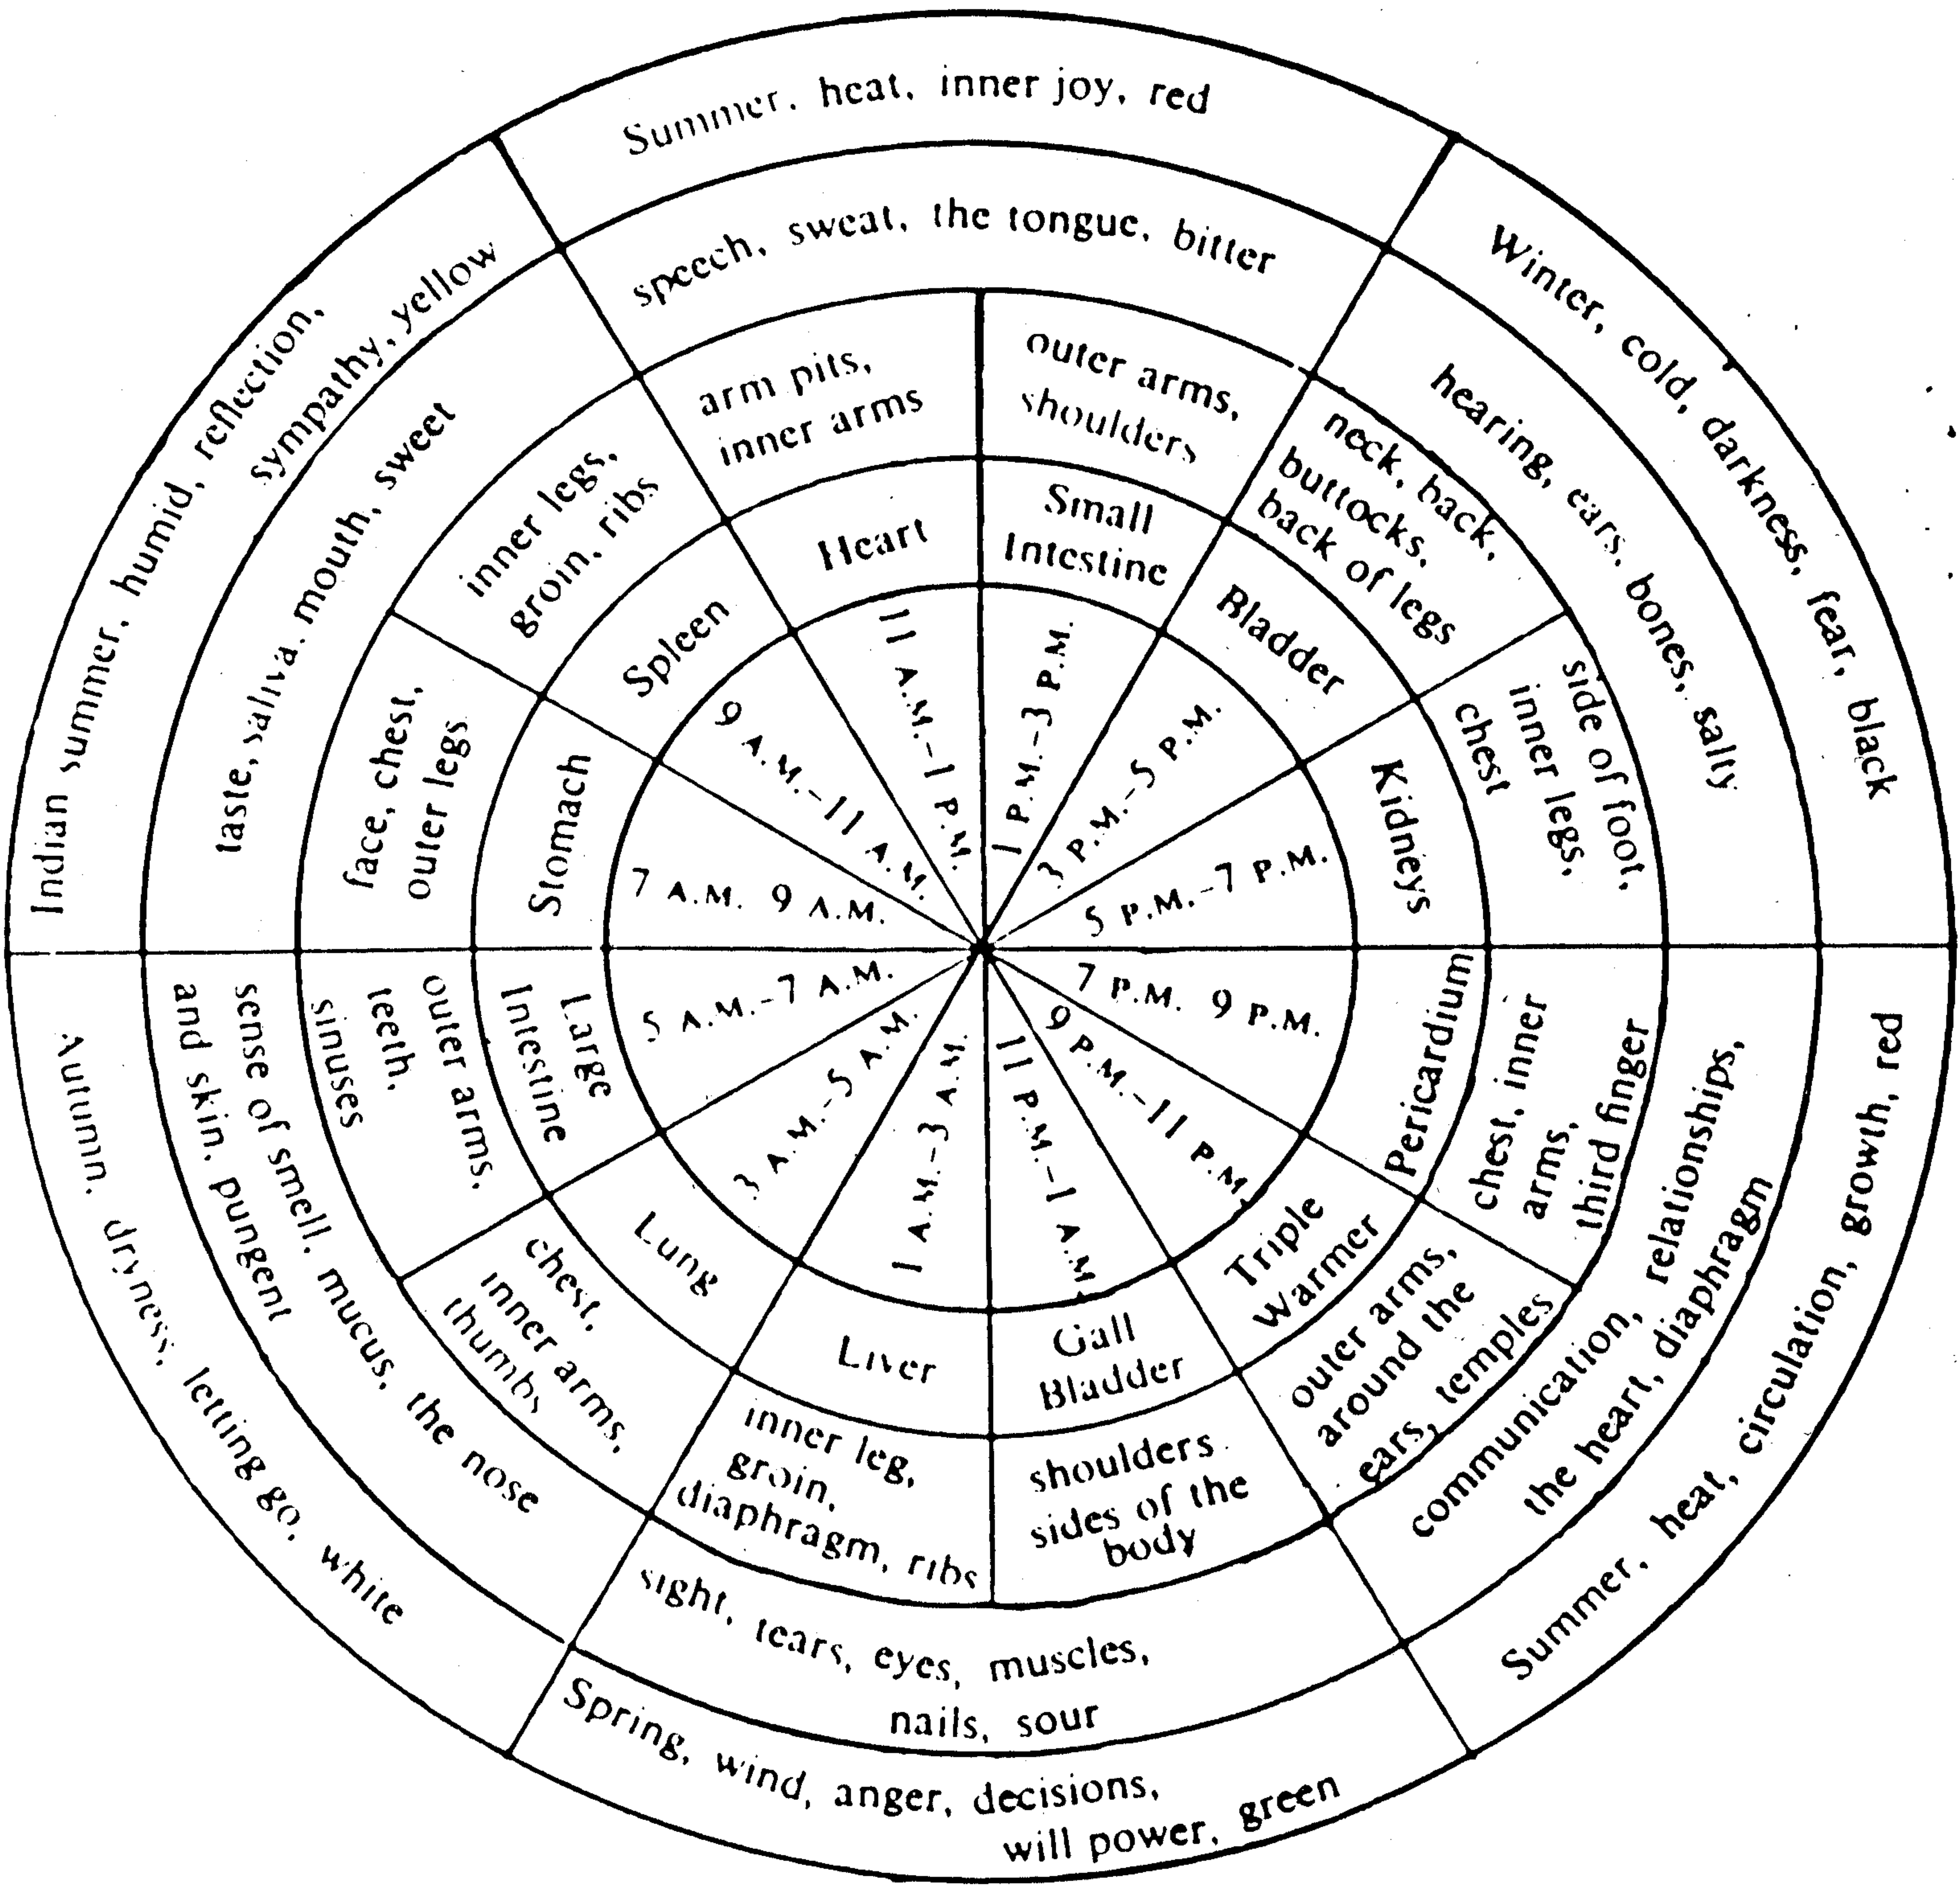 Summer, heat, inner joy, red
speech, sweat, the tongue, bitter
arm pits,
inner arms
Heart
11 A.M.-1 P.M.
outer arms,
shoulders
Small
Intestine
1 P.M.-3 P.M.
Winter, cold, darkness, fear, black
hearing, ears, bones, salty
neck, back,
buttocks,
back of legs
Bladder
3 P.M.-5 P.M.
side of foot,
inner legs,
chest
Kidneys
5 P.M.-7 P.M.
Summer, heat, circulation, growth, red
communication, relationships,
the heart, diaphragm
chest, inner
arms,
third finger
Pericardium
7 P.M. 9 P.M.
outer arms,
around the
ears, temples
Triple
Warmer
9 P.M.-11 P.M.
Spring, wind, anger, decisions,
will power, green
sight, tears, eyes, muscles,
nails, sour
shoulders
sides of the
body
Gall
Bladder
11 P.M.-1 A.M.
inner leg,
groin,
diaphragm, ribs
Liver
1 A.M.-3 A.M.
Autumn, dryness, letting go, white
sense of smell, mucus, the nose
and skin, pungent
chest,
inner arms,
thumbs
Lung
3 A.M.-5 A.M.
outer arms,
teeth,
sinuses
Large
Intestine
5 A.M.-7 A.M.
Indian summer, humid, reflection,
sympathy, yellow
taste, saliva, mouth, sweet
face, chest,
outer legs
Stomach
7 A.M. 9 A.M.
inner legs,
groin, ribs
Spleen
9 A.M.-11 A.M.